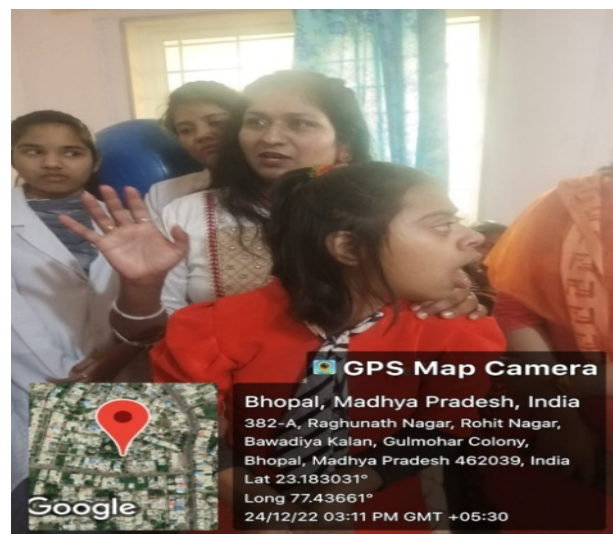 GPS Map Camera
Bhopal, Madhya Pradesh, India
382-A, Raghunath Nagar, Rohit Nagar,
Bawadiya Kalan, Gulmohar Colony,
Bhopal, Madhya Pradesh 462039, India
Lat 23.183031°
Long 77.43661°
24/12/22 03:11 PM GMT +05:30
Google